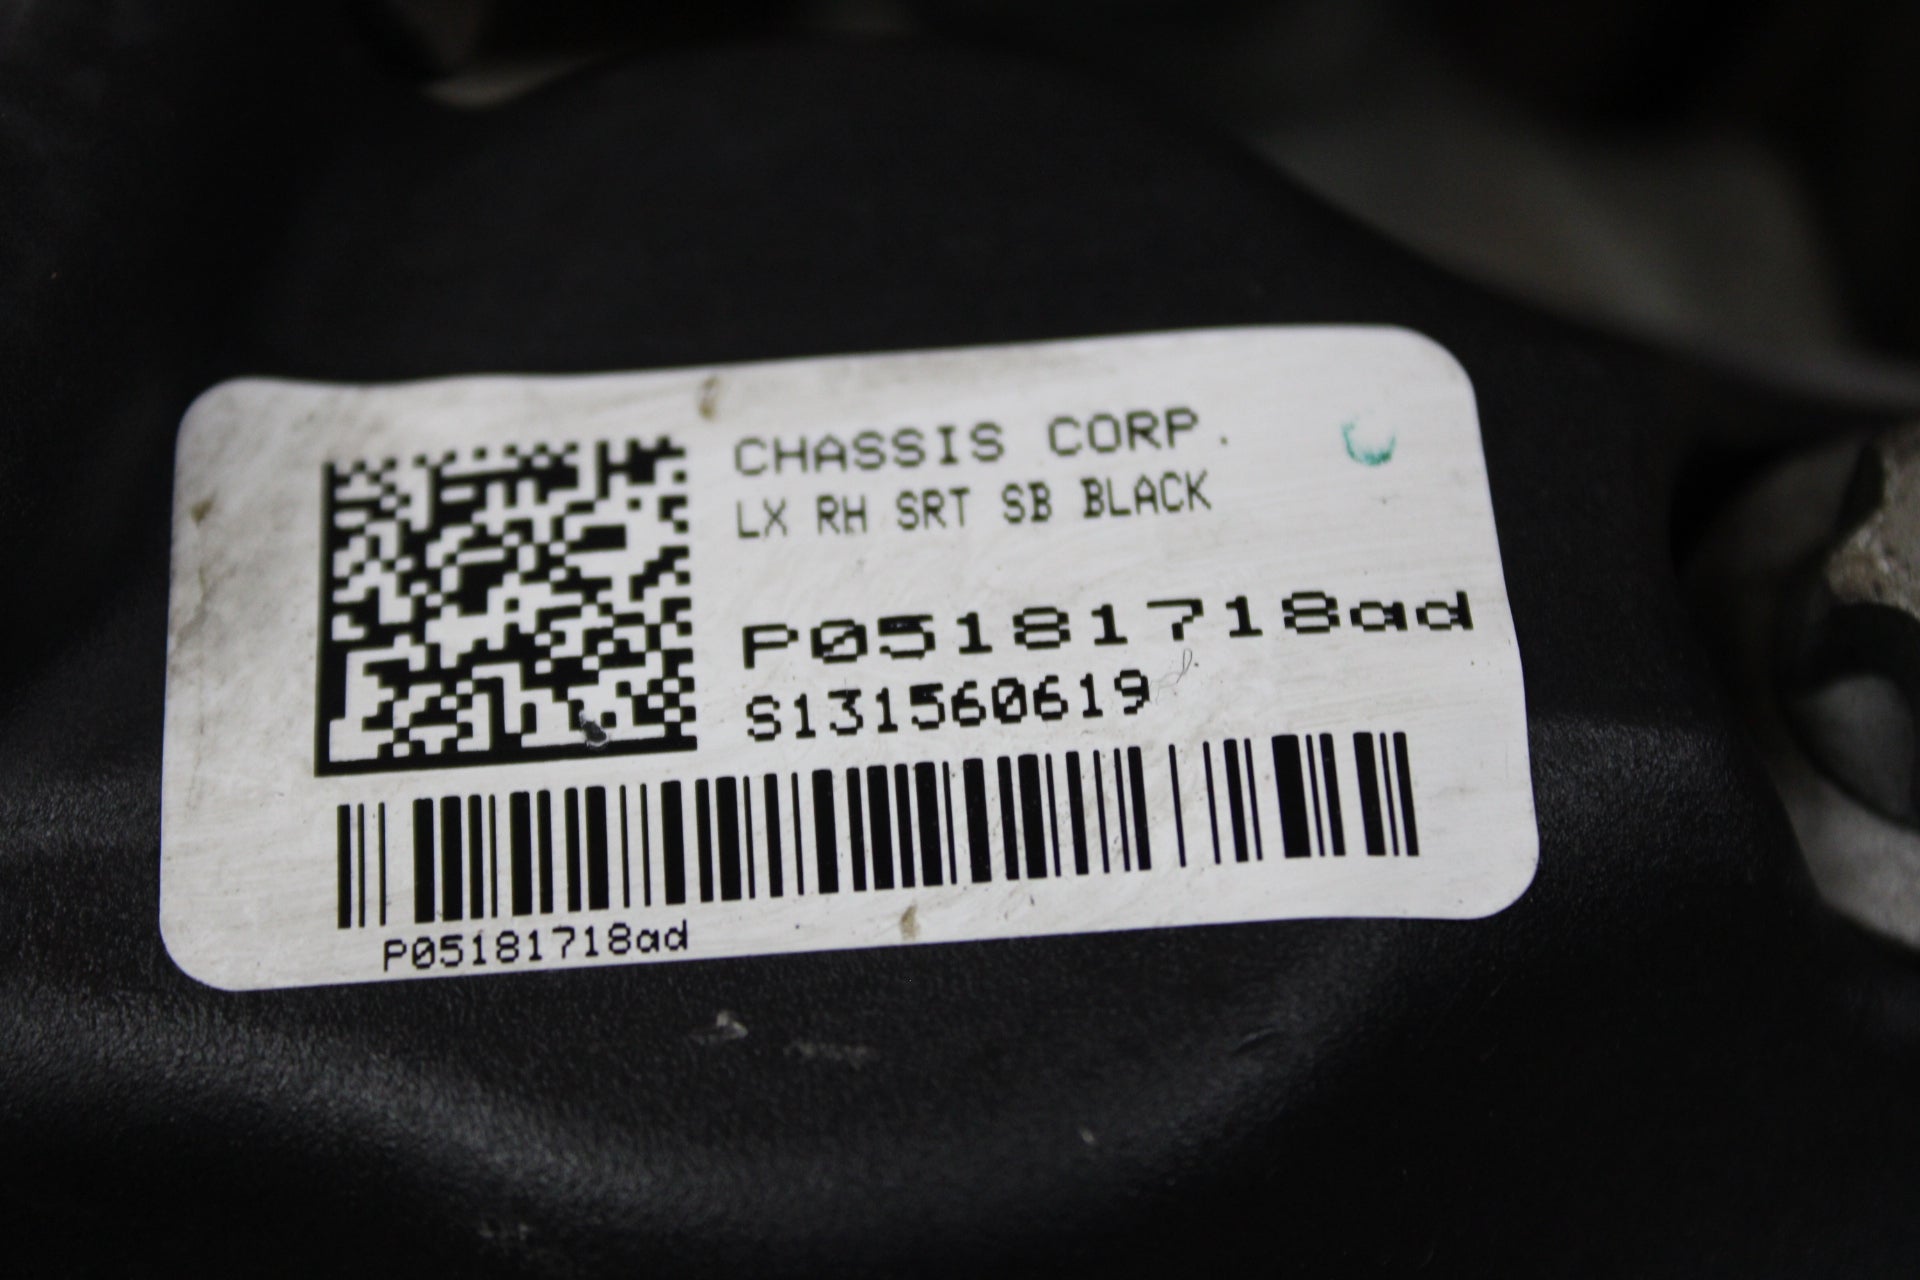 CHASSIS CORP.
LX RH SRT SB BLACK
P05181718ad
S131560619
P05181718ad